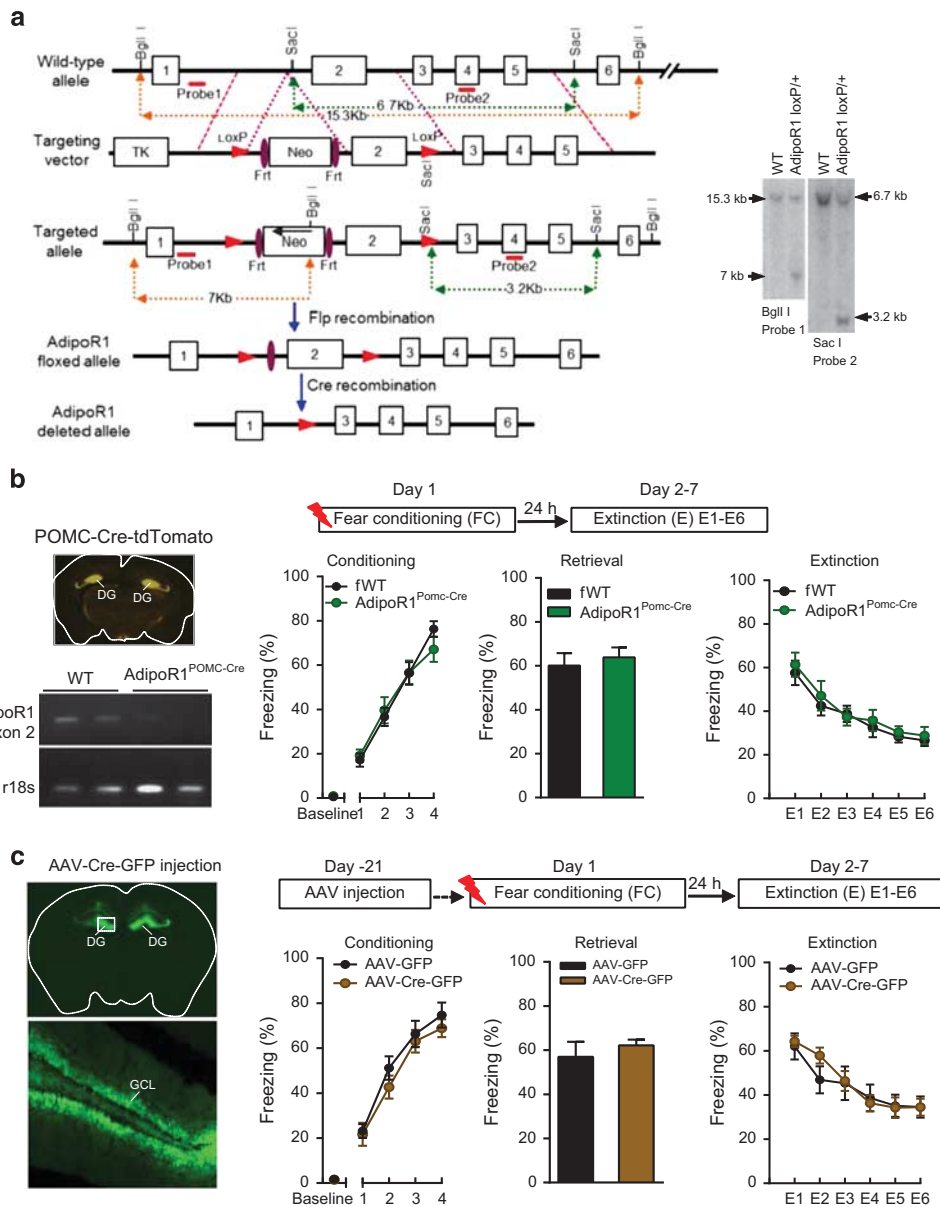 a
Wild-type allele
Bgl I
SacI
SacI
Bgl I
1
2
3
4
5
6
Probe1
Probe2
6 7Kb
15 3Kb
Targeting vector
TK
LoxP
Neo
2
LoxP
3
4
5
Frt
Frt
SacI
Targeted allele
Bgl I
Bgl I
SacI
Bgl I
1
Neo
2
3
4
5
6
Probe1
Frt
Frt
Probe2
7Kb
3.2Kb
Flp recombination
AdipoR1 floxed allele
1
2
3
4
5
6
Cre recombination
AdipoR1 deleted allele
1
3
4
5
6
WT
AdipoR1 loxP/+
WT
AdipoR1 loxP/+
15.3 kb
6.7 kb
7 kb
3.2 kb
Bgll I
Probe 1
Sac I
Probe 2
b
Day 1
Day 2-7
Fear conditioning (FC)
24 h
Extinction (E) E1-E6
POMC-Cre-tdTomato
DG
DG
WT
AdipoR1POMC-Cre
poR1
xon 2
r18s
Conditioning
fWT
AdipoR1Pomc-Cre
Freezing (%)
100
80
60
40
20
0
Baseline
1
2
3
4
Retrieval
fWT
AdipoR1Pomc-Cre
Freezing (%)
100
80
60
40
20
0
Extinction
fWT
AdipoR1Pomc-Cre
Freezing (%)
100
80
60
40
20
0
E1 E2 E3 E4 E5 E6
c
AAV-Cre-GFP injection
DG
DG
GCL
Day -21
Day 1
Day 2-7
AAV injection
Fear conditioning (FC)
24 h
Extinction (E) E1-E6
Conditioning
AAV-GFP
AAV-Cre-GFP
Freezing (%)
100
80
60
40
20
0
Baseline
1
2
3
4
Retrieval
AAV-GFP
AAV-Cre-GFP
Freezing (%)
100
80
60
40
20
0
Extinction
AAV-GFP
AAV-Cre-GFP
Freezing (%)
100
80
60
40
20
0
E1 E2 E3 E4 E5 E6